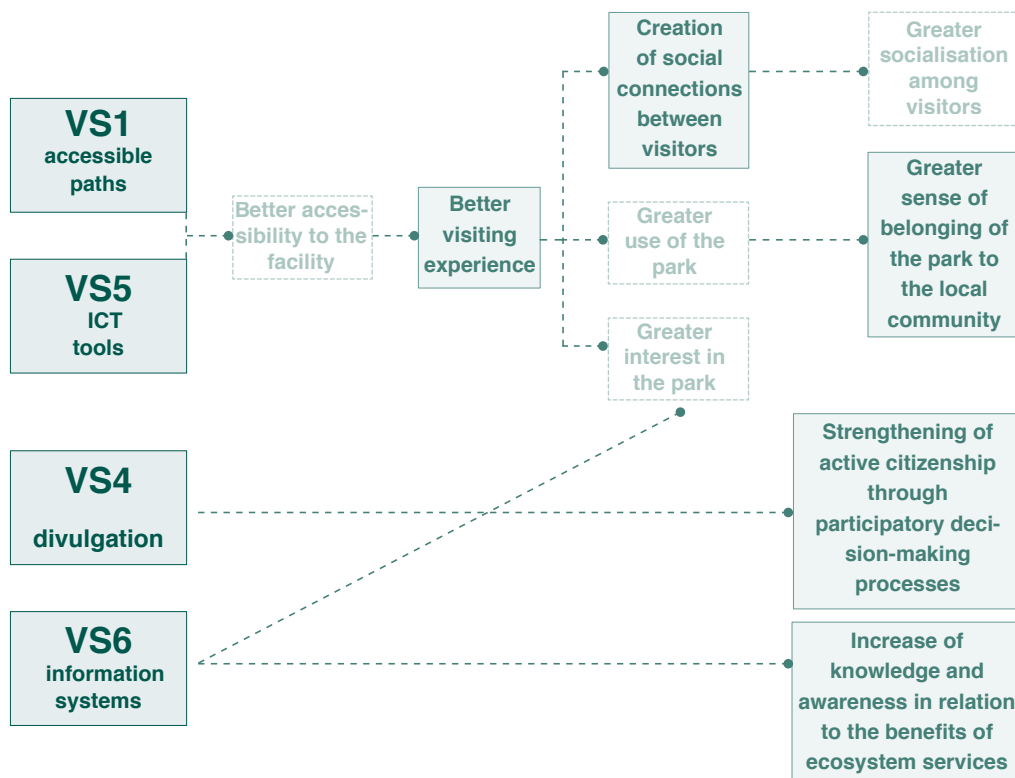 VS1
accessible
paths
VS5
ICT
tools
Better acces-
sibility to the
facility
Better
visiting
experience
Creation
of social
connections
between
visitors
Greater
socialisation
among
visitors
Greater
use of the
park
Greater
sense of
belonging of
the park to
the local
community
Greater
interest in
the park
VS4
divulgation
Strengthening of
active citizenship
through
participatory deci-
sion-making
processes
VS6
information
systems
Increase of
knowledge and
awareness in relation
to the benefits of
ecosystem services